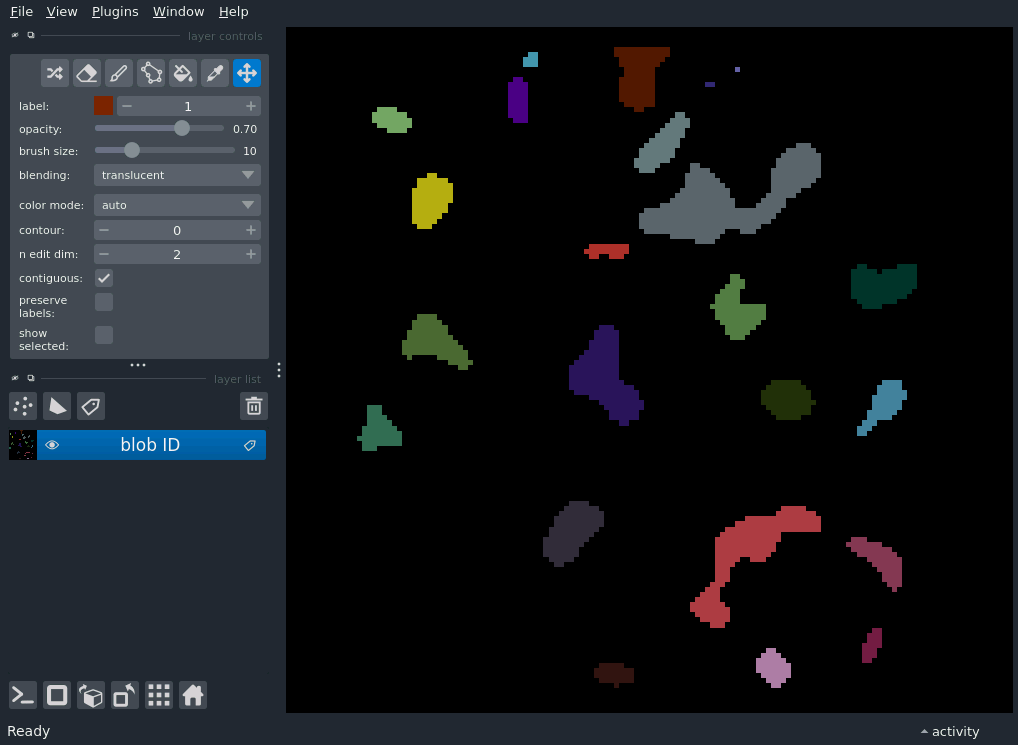 File View Plugins Window Help
layer controls
label: 1
opacity: 0.70
brush size: 10
blending: translucent
color mode: auto
contour: 0
n edit dim: 2
contiguous:
preserve
labels:
show
selected:
layer list
blob ID
Ready activity